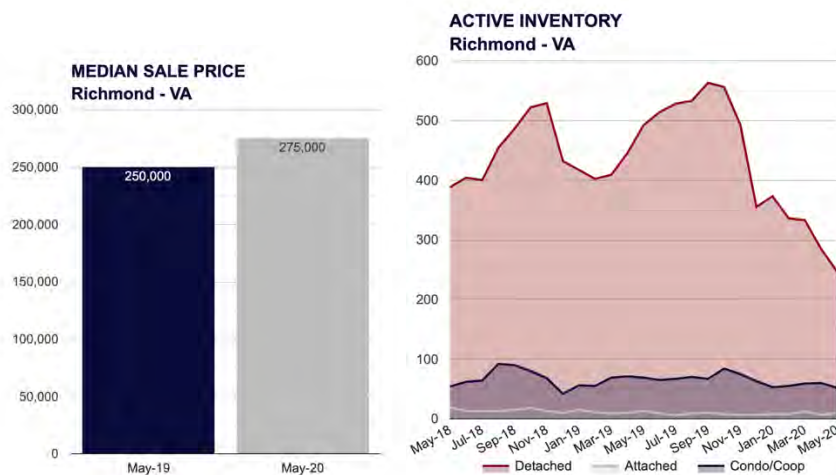 MEDIAN SALE PRICE
Richmond - VA
300,000
250,000
200,000
150,000
100,000
50,000
0
250,000
275,000
May-19
May-20
ACTIVE INVENTORY
Richmond - VA
600
500
400
300
200
100
0
May-18
Jul-18
Sep-18
Nov-18
Jan-19
Mar-19
May-19
Jul-19
Sep-19
Nov-19
Jan-20
Mar-20
May-20
Detached
Attached
Condo/Coop